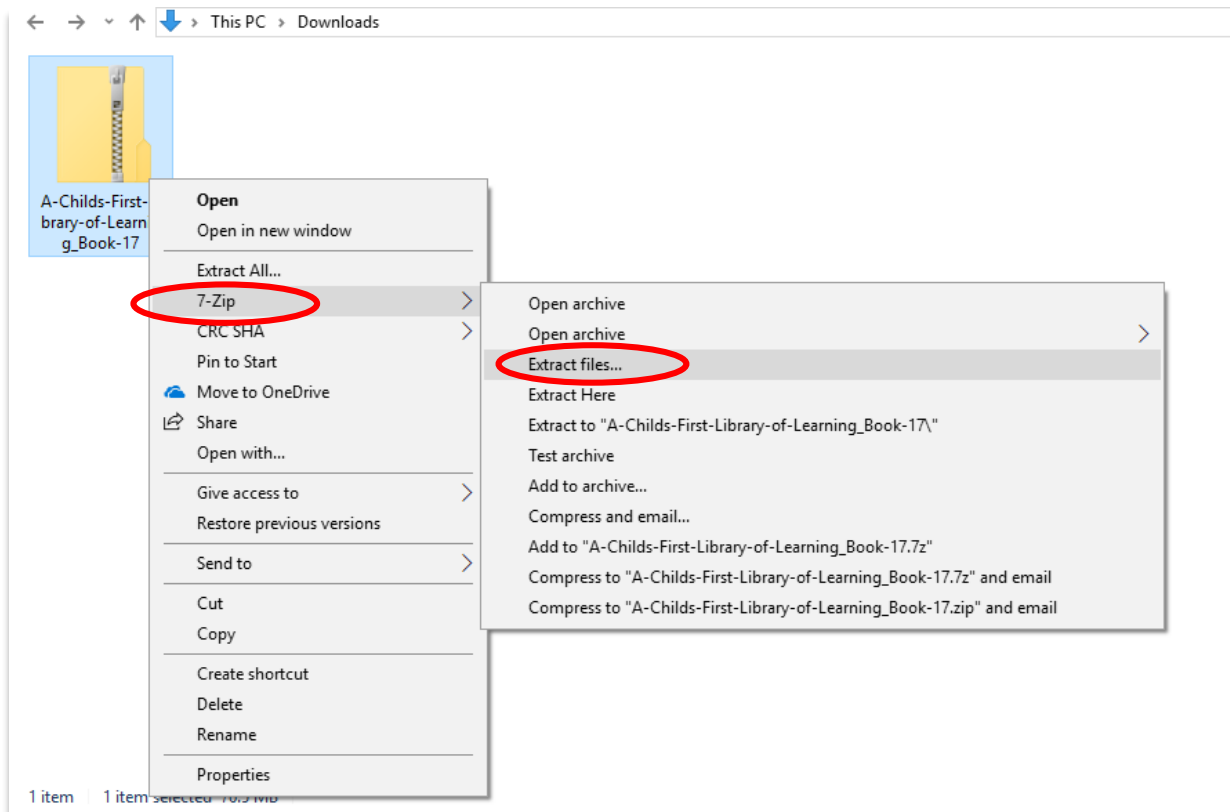 This PC > Downloads
A-Childs-First-
brary-of-Learn
g_Book-17
Open
Open in new window
Extract All...
7-Zip
CRC SHA
Pin to Start
Move to OneDrive
Share
Open with...
Give access to
Restore previous versions
Send to
Cut
Copy
Create shortcut
Delete
Rename
Properties
Open archive
Open archive
Extract files...
Extract Here
Extract to "A-Childs-First-Library-of-Learning_Book-17\"
Test archive
Add to archive...
Compress and email...
Add to "A-Childs-First-Library-of-Learning_Book-17.7z"
Compress to "A-Childs-First-Library-of-Learning_Book-17.7z" and email
Compress to "A-Childs-First-Library-of-Learning_Book-17.zip" and email
1 item 1 item selected MB